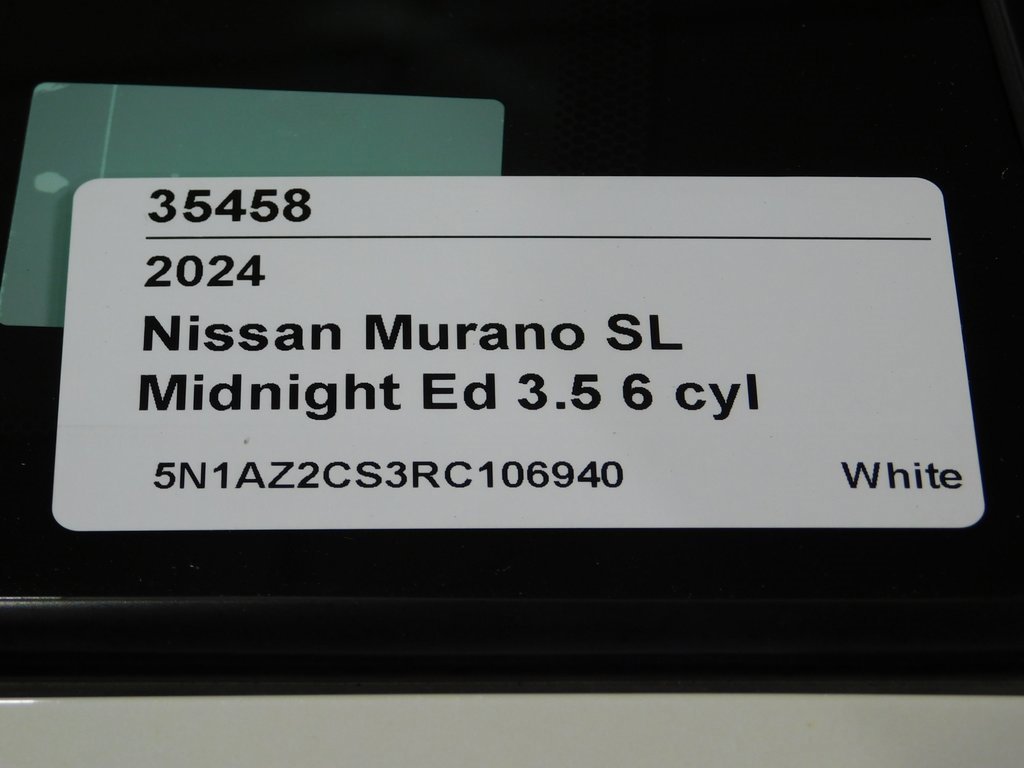 35458
2024
Nissan Murano SL
Midnight Ed 3.5 6 cyl
5N1AZ2CS3RC106940 White